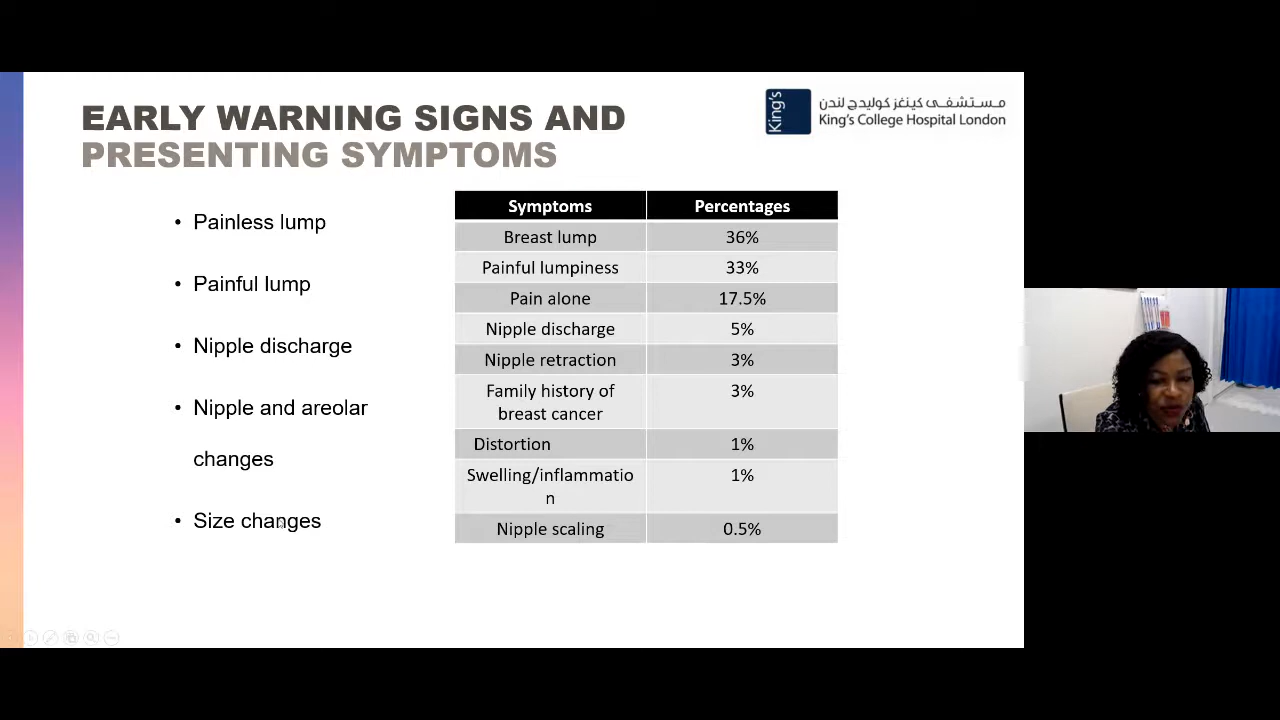 EARLY WARNING SIGNS AND
PRESENTING SYMPTOMS
King's
مستشفى كينغز كوليدج لندن
King's College Hospital London
• Painless lump
• Painful lump
• Nipple discharge
• Nipple and areolar
changes
• Size changes
Symptoms Percentages
Breast lump 36%
Painful lumpiness 33%
Pain alone 17.5%
Nipple discharge 5%
Nipple retraction 3%
Family history of 3%
breast cancer
Distortion 1%
Swelling/inflammatio 1%
n
Nipple scaling 0.5%